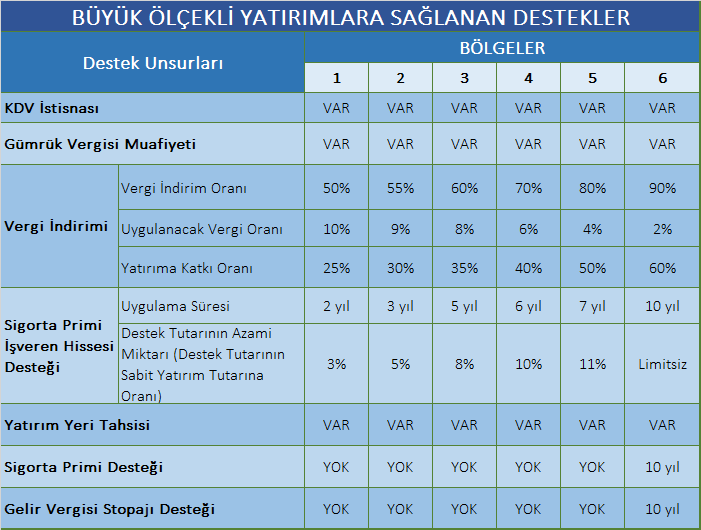 BÜYÜK ÖLÇEKLİ YATIRIMLARA SAĞLANAN DESTEKLER
Destek Unsurları
BÖLGELER
1 2 3 4 5 6
KDV İstisnası VAR VAR VAR VAR VAR VAR
Gümrük Vergisi Muafiyeti VAR VAR VAR VAR VAR VAR
Vergi İndirimi
Vergi İndirim Oranı 50% 55% 60% 70% 80% 90%
Uygulanacak Vergi Oranı 10% 9% 8% 6% 4% 2%
Yatırıma Katkı Oranı 25% 30% 35% 40% 50% 60%
Sigorta Primi
İşveren Hissesi
Desteği
Uygulama Süresi 2 yıl 3 yıl 5 yıl 6 yıl 7 yıl 10 yıl
Destek Tutarının Azami
Miktarı (Destek Tutarının
Sabit Yatırım Tutarına
Oranı)
3% 5% 8% 10% 11% Limitsiz
Yatırım Yeri Tahsisi VAR VAR VAR VAR VAR VAR
Sigorta Primi Desteği YOK YOK YOK YOK YOK 10 yıl
Gelir Vergisi Stopajı Desteği YOK YOK YOK YOK YOK 10 yıl